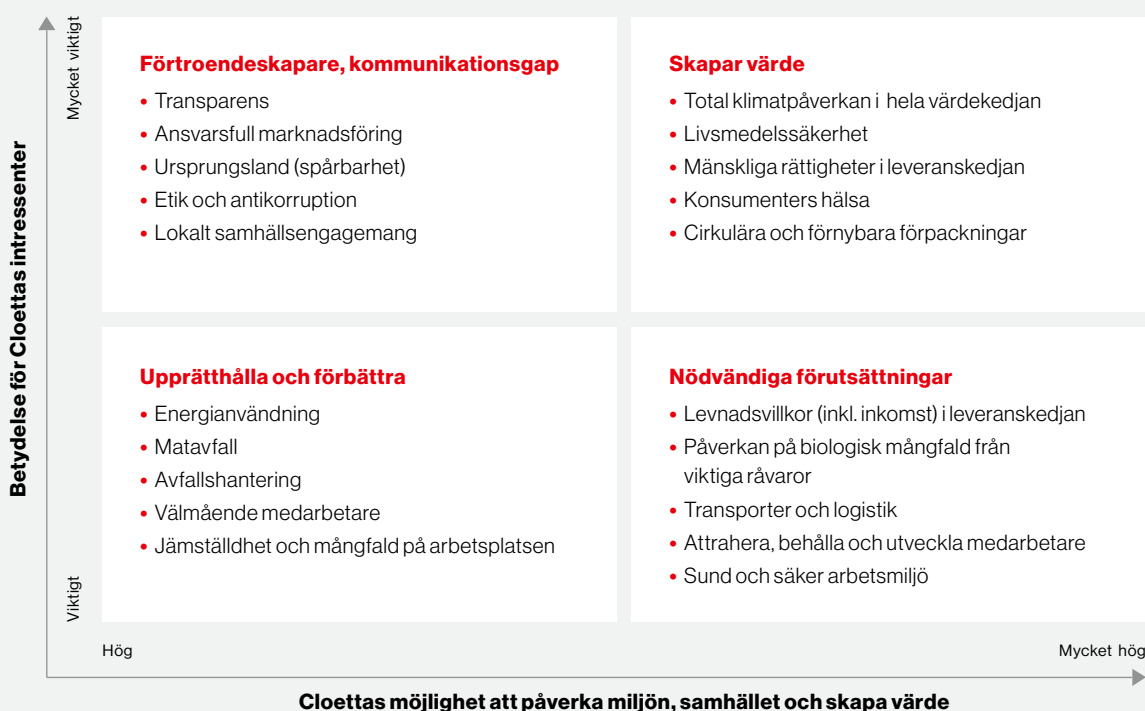 Betydelse för Cloettas intressenter
Mycket viktigt
Viktigt
Förtroendeskapare, kommunikationsgap
• Transparens
• Ansvarsfull marknadsföring
• Ursprungsland (spårbarhet)
• Etik och antikorruption
• Lokalt samhällsengagemang
Skapar värde
• Total klimatpåverkan i hela värdekedjan
• Livsmedelssäkerhet
• Mänskliga rättigheter i leveranskedjan
• Konsumenters hälsa
• Cirkulära och förnybara förpackningar
Upprätthålla och förbättra
• Energianvändning
• Matavfall
• Avfallshantering
• Välmående medarbetare
• Jämställdhet och mångfald på arbetsplatsen
Nödvändiga förutsättningar
• Levnadsvillkor (inkl. inkomst) i leveranskedjan
• Påverkan på biologisk mångfald från
viktiga råvaror
• Transporter och logistik
• Attrahera, behålla och utveckla medarbetare
• Sund och säker arbetsmiljö
Hög
Mycket hög
Cloettas möjlighet att påverka miljön, samhället och skapa värde